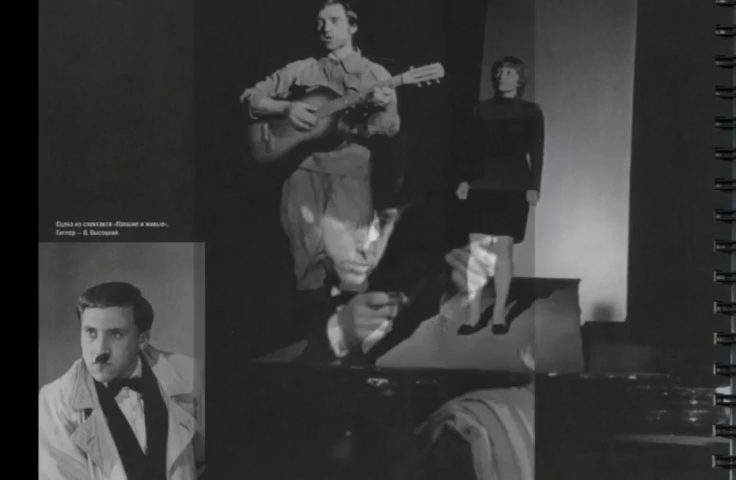 Сцена из спектакля «Павшие и живые».
Гитлер — В. Высоцкий